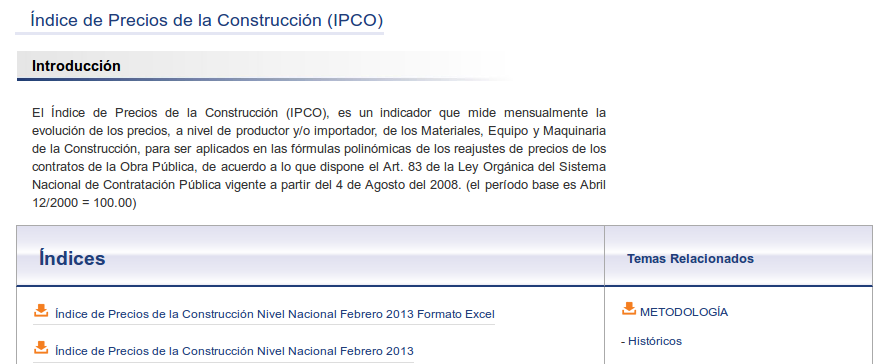 Índice de Precios de la Construcción (IPCO)
Introducción
El Índice de Precios de la Construcción (IPCO), es un indicador que mide mensualmente la
evolución de los precios, a nivel de productor y/o importador, de los Materiales, Equipo y Maquinaria
de la Construcción, para ser aplicados en las fórmulas polinómicas de los reajustes de precios de los
contratos de la Obra Pública, de acuerdo a lo que dispone el Art. 83 de la Ley Orgánica del Sistema
Nacional de Contratación Pública vigente a partir del 4 de Agosto del 2008. (el período base es Abril
12/2000 = 100.00)
Índices
Temas Relacionados
Índice de Precios de la Construcción Nivel Nacional Febrero 2013 Formato Excel
METODOLOGÍA
- Históricos
Índice de Precios de la Construcción Nivel Nacional Febrero 2013